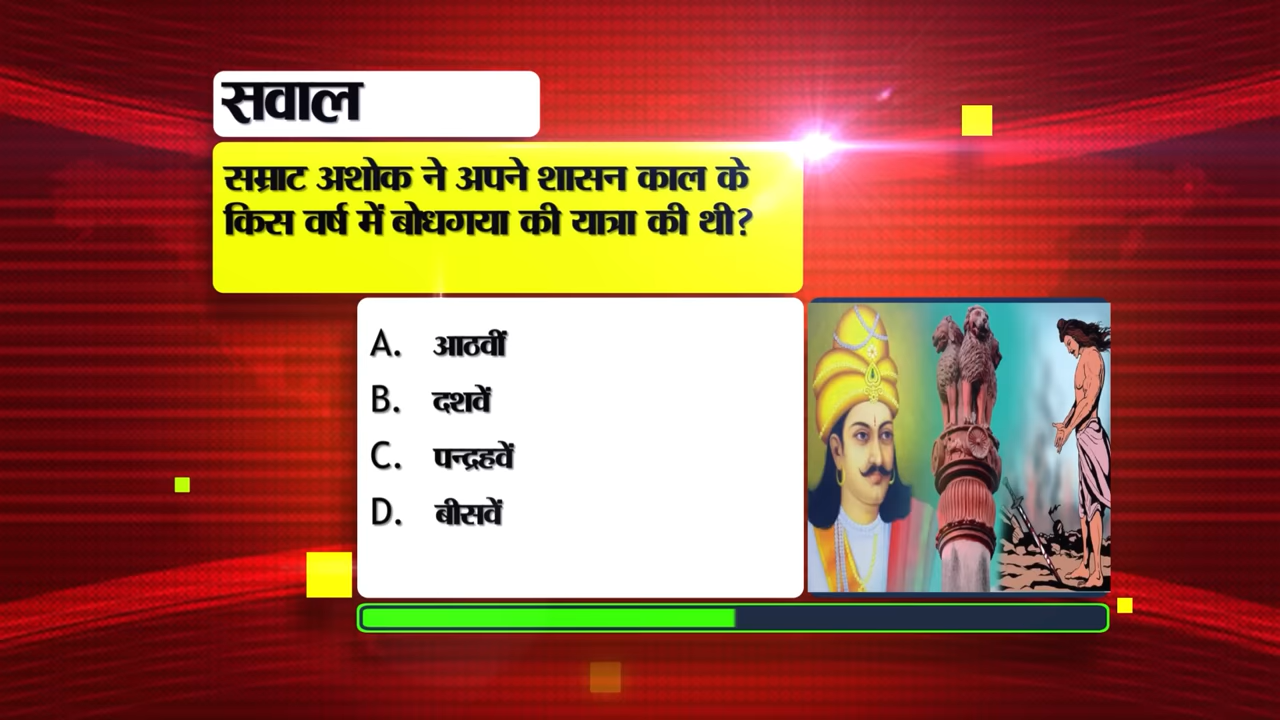 सवाल
सम्राट अशोक ने अपने शासन काल के
किस वर्ष में बोधगया की यात्रा की थी?
A. आठवीं
B. दशवें
C. पन्द्रहवें
D. बीसवें